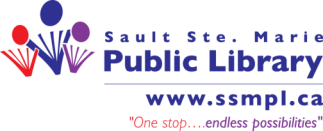 Sault Ste. Marie
Public Library
www.ssmpl.ca
"One stop....endless possibilities"